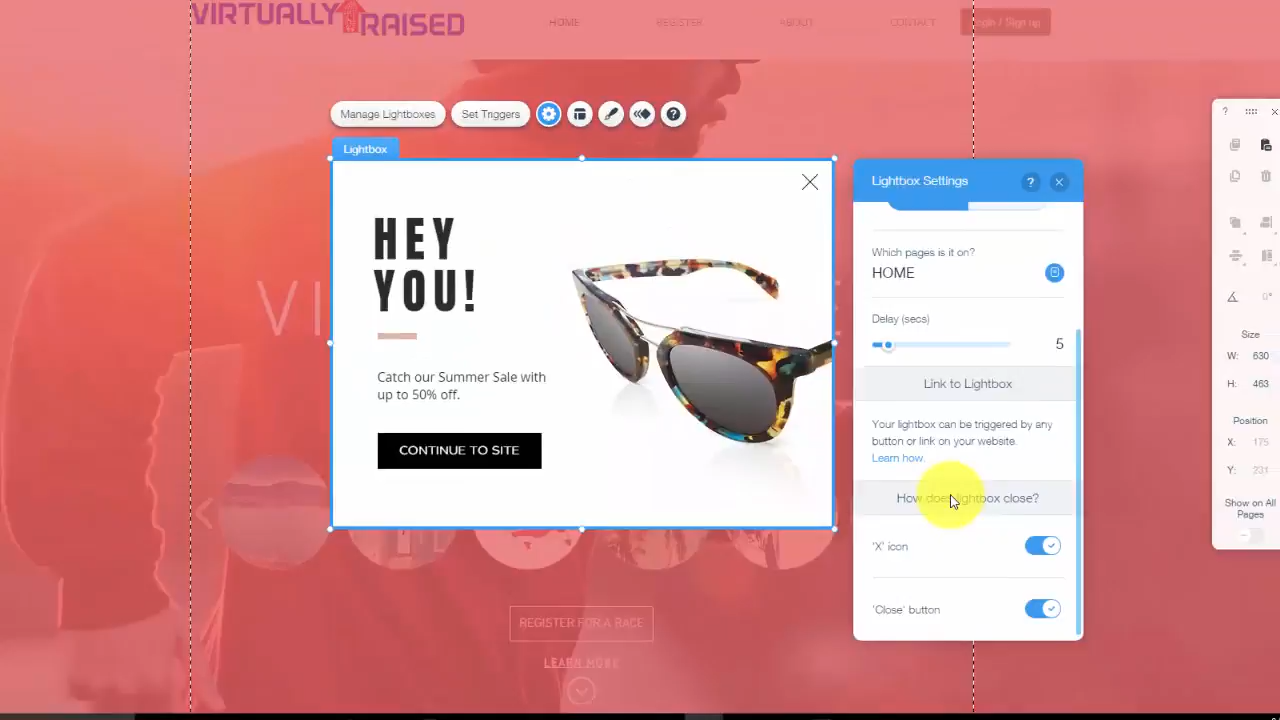 VIRTUALLY RAISED
HOME
REGISTER
ABOUT
CONTACT
Login / Sign up
Manage Lightboxes
Set Triggers
?
Lightbox
HEY
YOU!
Catch our Summer Sale with
up to 50% off.
CONTINUE TO SITE
Lightbox Settings
?
Which pages is it on?
HOME
Delay (secs)
5
Link to Lightbox
Your lightbox can be triggered by any
button or link on your website.
Learn how.
How does lightbox close?
'X' icon
'Close' button
?
0°
Size
W: 630
H: 463
Position
X: 175
Y: 231
Show on All
Pages
REGISTER FOR A RACE
LEARN MORE